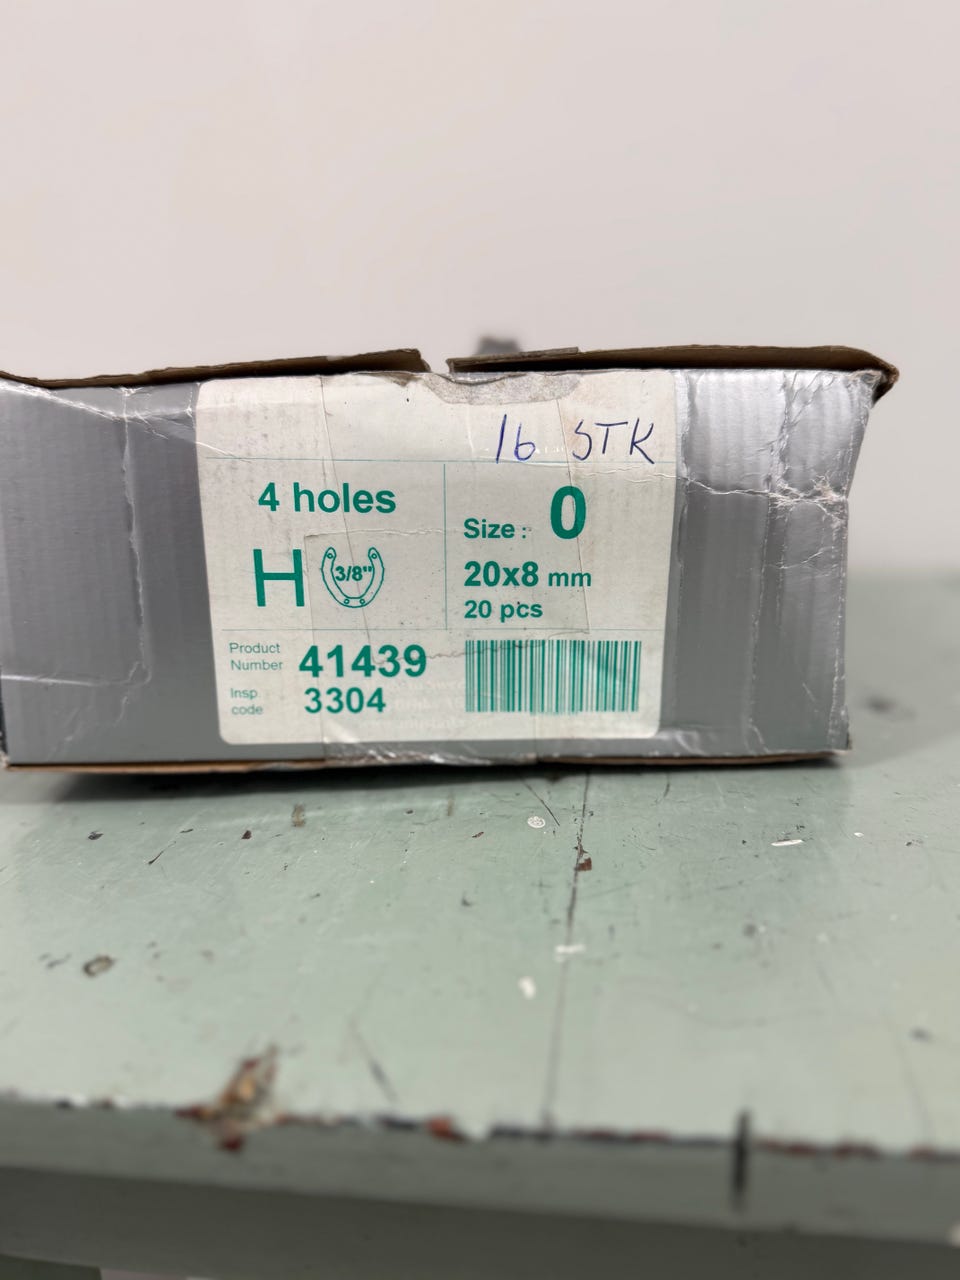 16 STK
4 holes
H 3/8"
Size : 0
20x8 mm
20 pcs
Product
Number 41439
Insp
code 3304